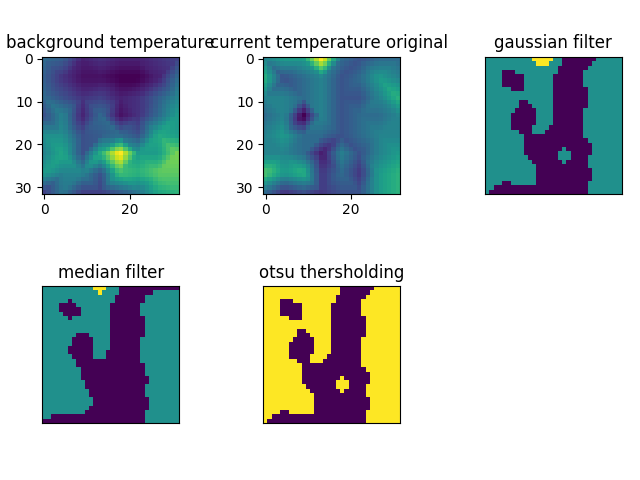 background temperature
current temperature original
gaussian filter
0
10
20
30
0
20
0
10
20
30
0
20
median filter
otsu thersholding